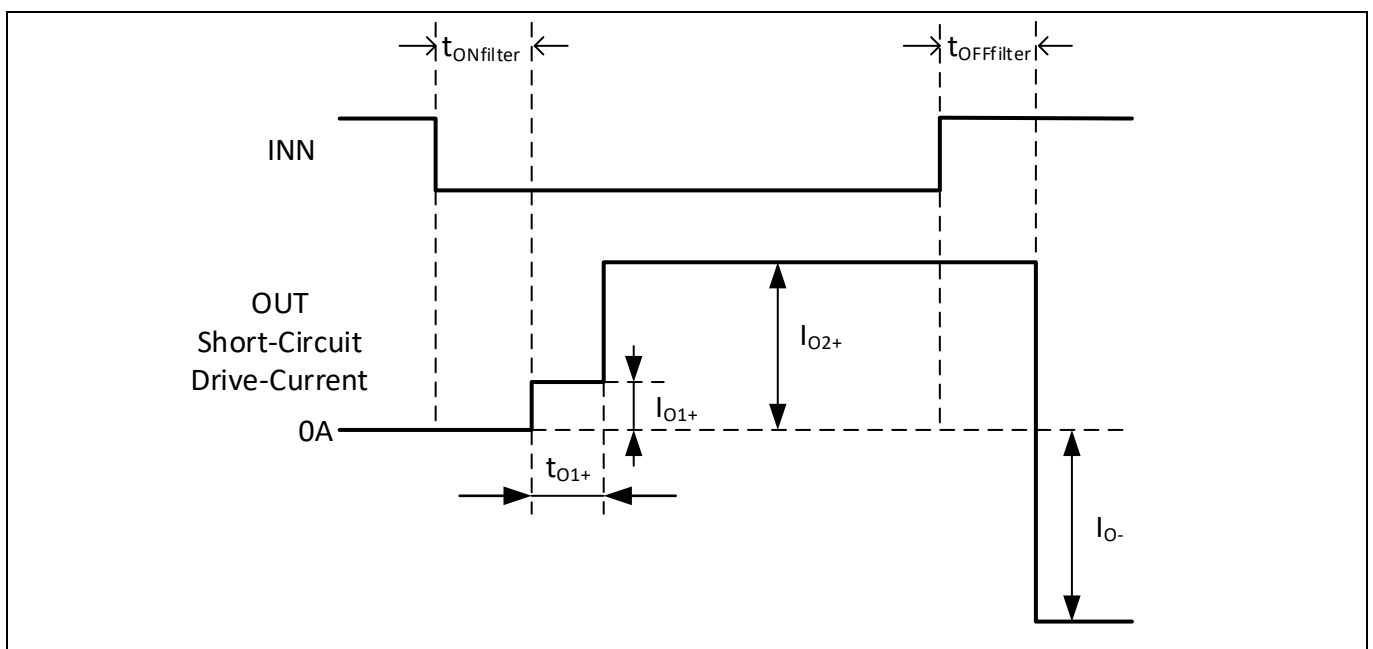 tONfilter
tOFFfilter
INN
OUT
Short-Circuit
Drive-Current
IO2+
IO1+
0A
tO1+
IO-